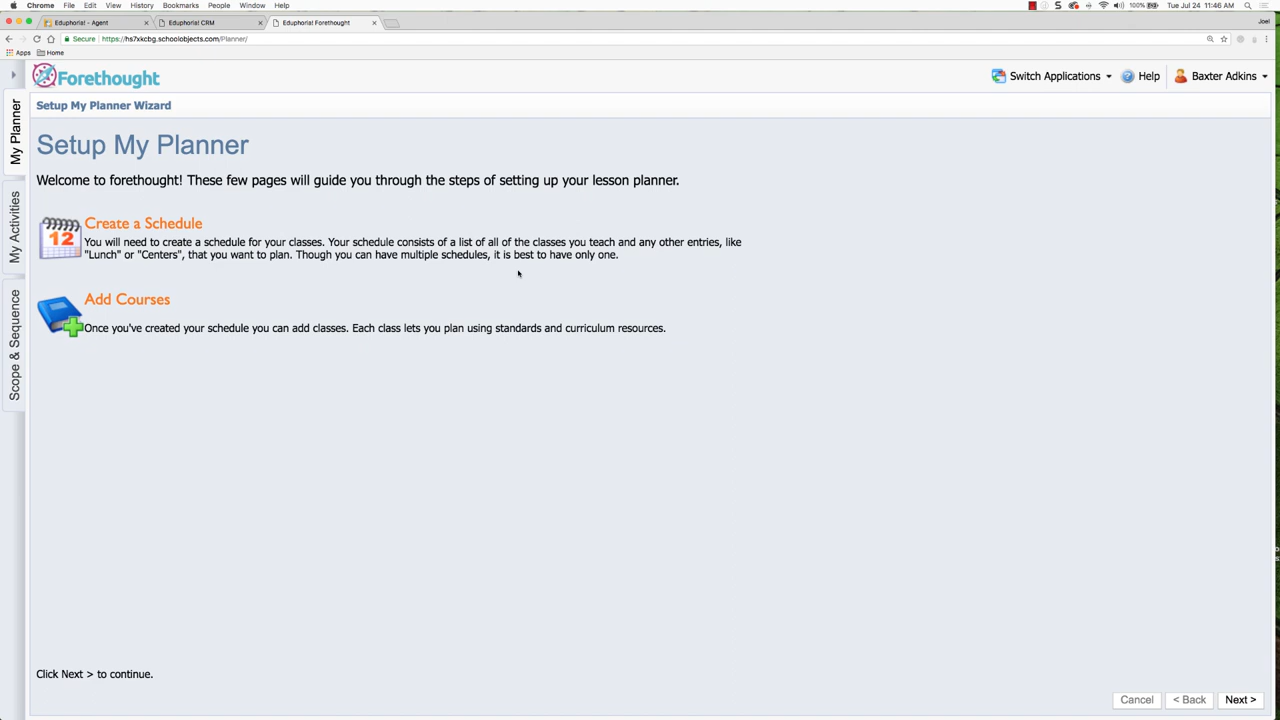 Chrome File Edit View History Bookmarks People Window Help 100% Tue Jul 24 11:46 AM
Eduphoria! - Agent Eduphoria! CRM Eduphoria! Forethought Joel
Secure https://hs7xkcbg.schoolobjects.com/Planner/
Apps Home
Forethought Switch Applications Help Baxter Adkins
My Planner
My Activities
Scope & Sequence
Setup My Planner Wizard
Setup My Planner
Welcome to forethought! These few pages will guide you through the steps of setting up your lesson planner.
12
Create a Schedule
You will need to create a schedule for your classes. Your schedule consists of a list of all of the classes you teach and any other entries, like
"Lunch" or "Centers", that you want to plan. Though you can have multiple schedules, it is best to have only one.
Add Courses
Once you've created your schedule you can add classes. Each class lets you plan using standards and curriculum resources.
Click Next > to continue.
Cancel < Back Next >